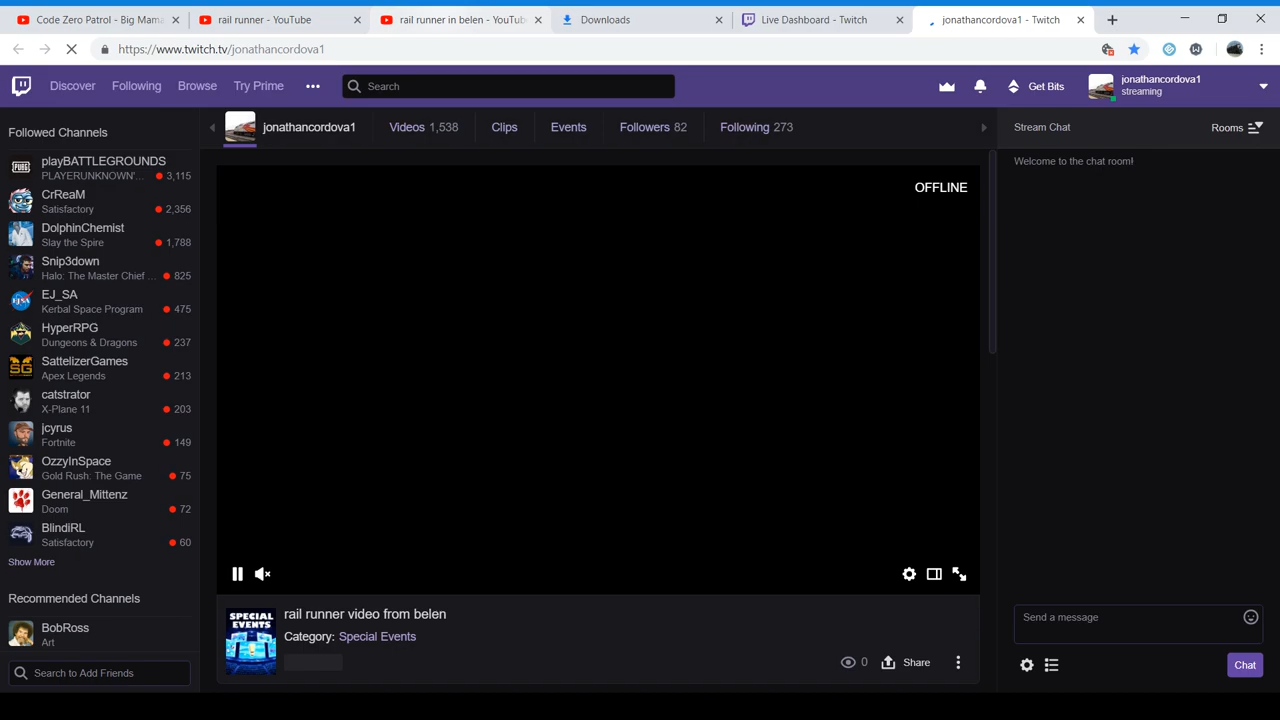 Code Zero Patrol - Big Mama
rail runner - YouTube
rail runner in belen - YouTub
Downloads
Live Dashboard - Twitch
jonathancordova1 - Twitch
https://www.twitch.tv/jonathancordova1
Discover
Following
Browse
Try Prime
Search
Get Bits
jonathancordova1
streaming
Followed Channels
jonathancordova1
Videos 1,538
Clips
Events
Followers 82
Following 273
Stream Chat
Rooms
Welcome to the chat room!
OFFLINE
PUBG
playBATTLEGROUNDS
PLAYERUNKNOWN'... 3,115
CrReaM
Satisfactory 2,356
DolphinChemist
Slay the Spire 1,788
Snip3down
Halo: The Master Chief ... 825
EJ_SA
Kerbal Space Program 475
HyperRPG
Dungeons & Dragons 237
SattelizerGames
Apex Legends 213
SG
catstrator
X-Plane 11 203
jcyrus
Fortnite 149
OzzyInSpace
Gold Rush: The Game 75
General_Mittenz
Doom 72
BlindiRL
Satisfactory 60
Show More
Recommended Channels
BobRoss
Art
Search to Add Friends
SPECIAL
EVENTS
rail runner video from belen
Category: Special Events
0
Share
Send a message
Chat